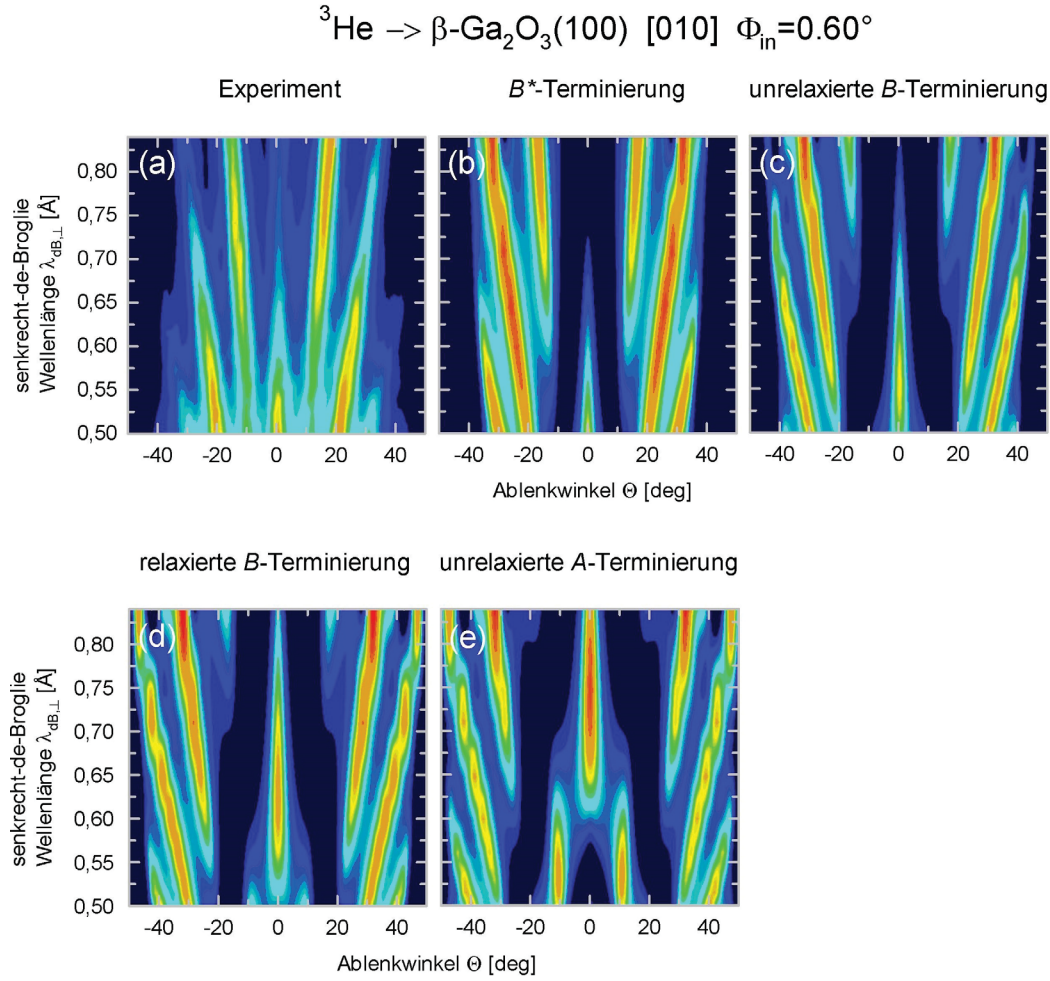 ³He –> β-Ga₂O₃(100) [010] Φin=0.60°
Experiment
B*-Terminierung
unrelaxierte B-Terminierung
(a)
(b)
(c)
senkrecht-de-Broglie
Wellenlänge λdB,⊥ [Å]
0,80
0,75
0,70
0,65
0,60
0,55
0,50
-40 -20 0 20 40
-40 -20 0 20 40
-40 -20 0 20 40
Ablenkwinkel Θ [deg]
relaxierte B-Terminierung
unrelaxierte A-Terminierung
(d)
(e)
senkrecht-de-Broglie
Wellenlänge λdB,⊥ [Å]
0,80
0,75
0,70
0,65
0,60
0,55
0,50
-40 -20 0 20 40
-40 -20 0 20 40
Ablenkwinkel Θ [deg]